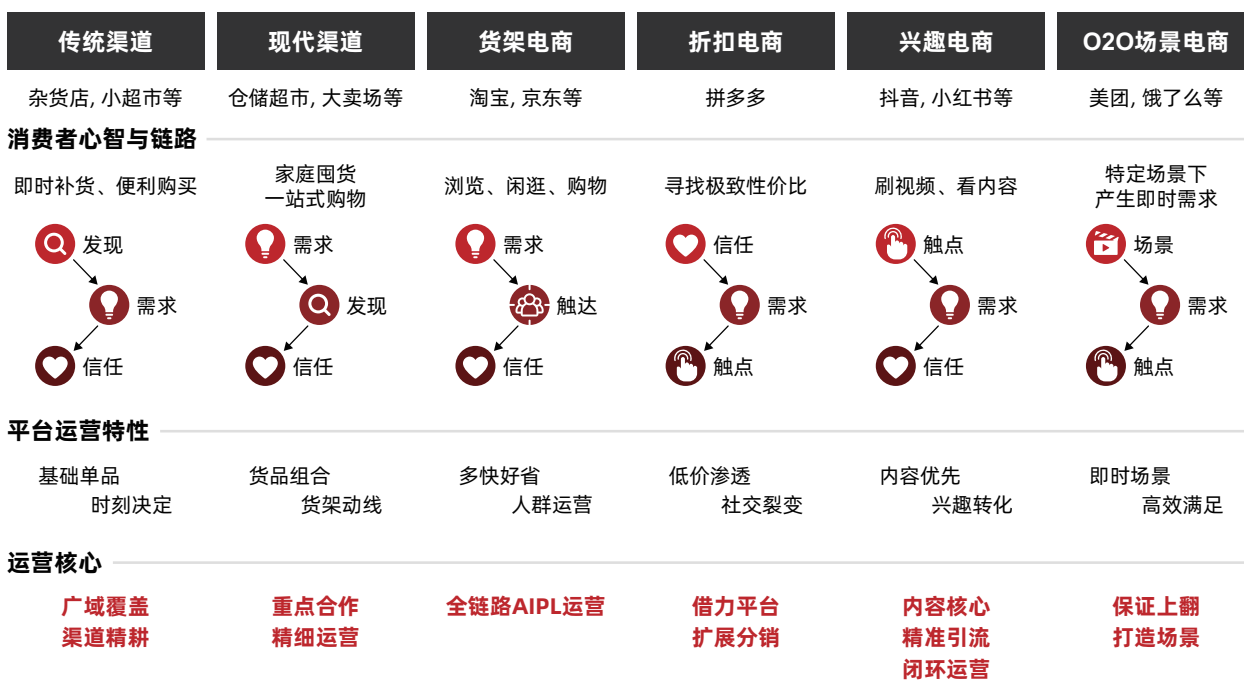 传统渠道
现代渠道
货架电商
折扣电商
兴趣电商
O2O场景电商
杂货店, 小超市等
仓储超市, 大卖场等
淘宝, 京东等
拼多多
抖音, 小红书等
美团, 饿了么等
消费者心智与链路
即时补货、便利购买
家庭囤货
一站式购物
浏览、闲逛、购物
寻找极致性价比
刷视频、看内容
特定场景下
产生即时需求
发现
需求
信任
需求
发现
信任
需求
触达
信任
信任
需求
触点
触点
需求
信任
场景
需求
触点
平台运营特性
基础单品
时刻决定
货品组合
货架动线
多快好省
人群运营
低价渗透
社交裂变
内容优先
兴趣转化
即时场景
高效满足
运营核心
广域覆盖
渠道精耕
重点合作
精细运营
全链路AIPL运营
借力平台
扩展分销
内容核心
精准引流
闭环运营
保证上翻
打造场景